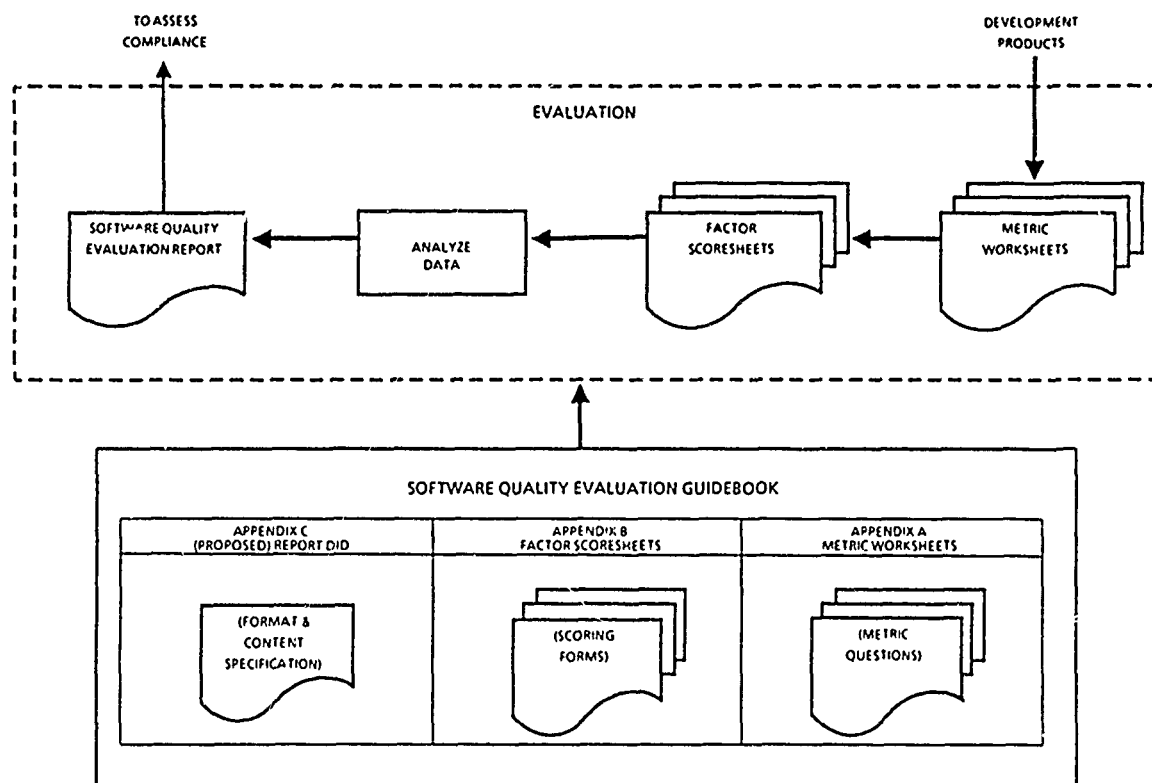 TO ASSESS
COMPLIANCE
DEVELOPMENT
PRODUCTS
EVALUATION
SOFTWARE QUALITY
EVALUATION REPORT
ANALYZE
DATA
FACTOR
SCORESHEETS
METRIC
WORKSHEETS
SOFTWARE QUALITY EVALUATION GUIDEBOOK
APPENDIX C
(PROPOSED) REPORT DID
APPENDIX B
FACTOR SCORESHEETS
APPENDIX A
METRIC WORKSHEETS
(FORMAT &
CONTENT
SPECIFICATION)
(SCORING
FORMS)
(METRIC
QUESTIONS)